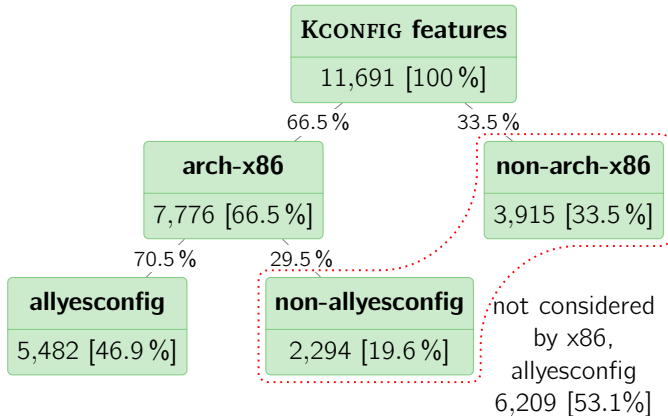 KCONFIG features
11,691 [100 %]
66.5 %
33.5 %
arch-x86
7,776 [66.5 %]
non-arch-x86
3,915 [33.5 %]
70.5 %
29.5 %
allyesconfig
5,482 [46.9 %]
non-allyesconfig
2,294 [19.6 %]
not considered
by x86,
allyesconfig
6,209 [53.1%]